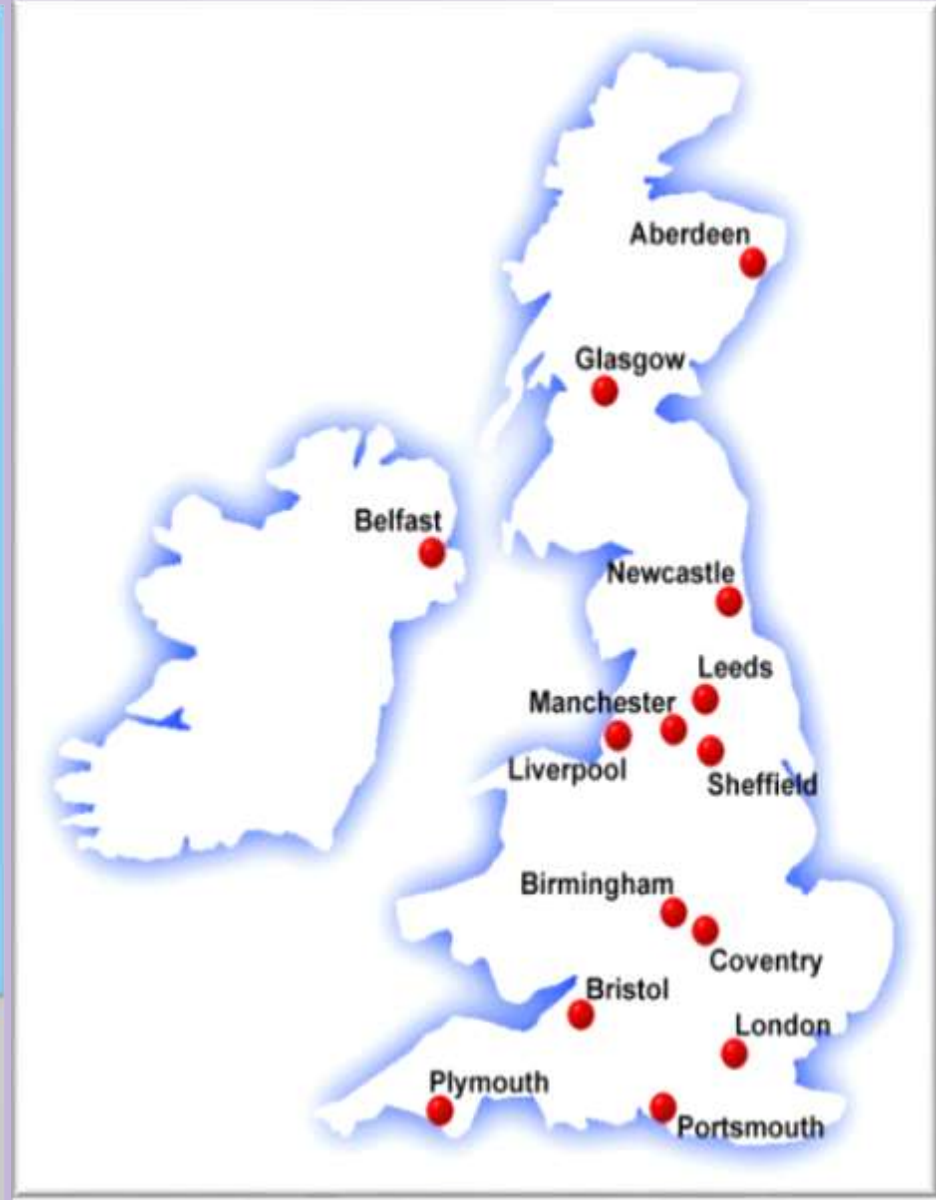 Aberdeen
Glasgow
Belfast
Newcastle
Leeds
Manchester
Liverpool
Sheffield
Birmingham
Coventry
Bristol
London
Plymouth
Portsmouth